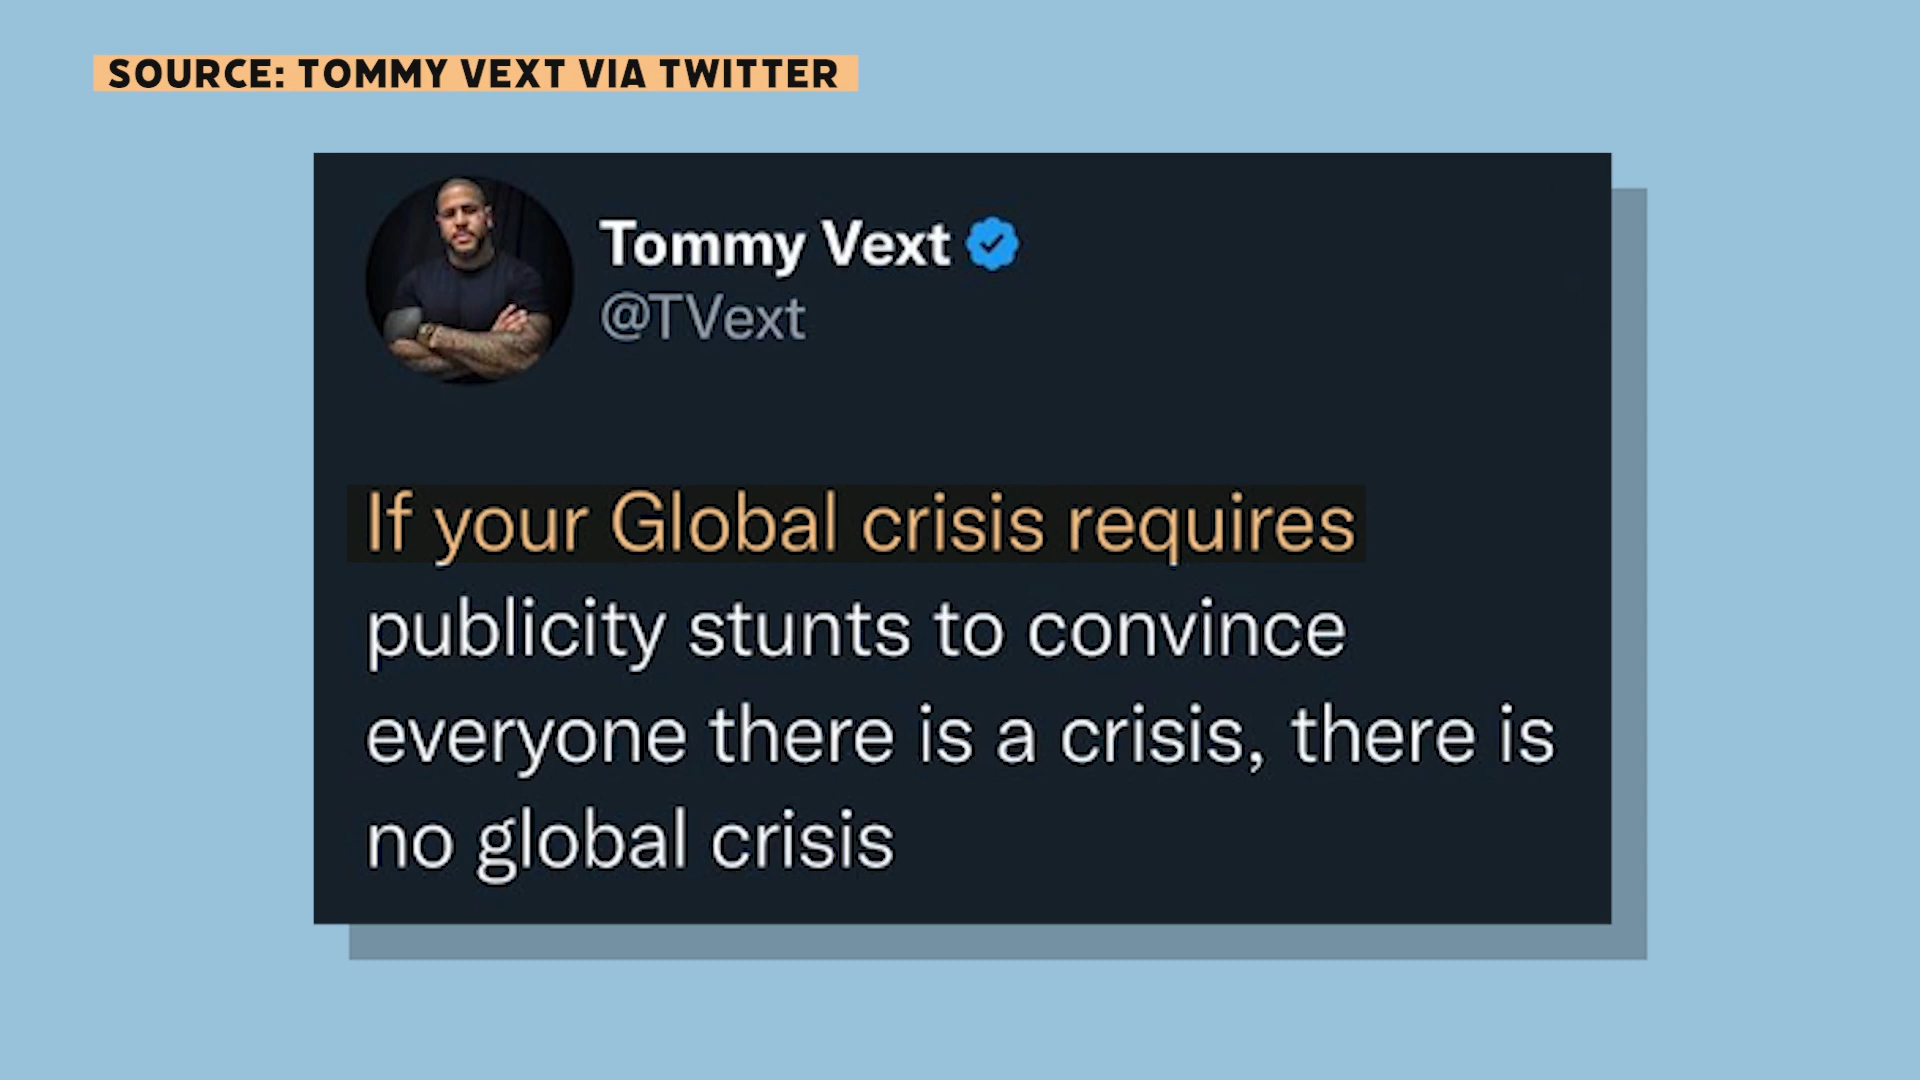 SOURCE: TOMMY VEXT VIA TWITTER
Tommy Vext
@TVext
If your Global crisis requires
publicity stunts to convince
everyone there is a crisis, there is
no global crisis